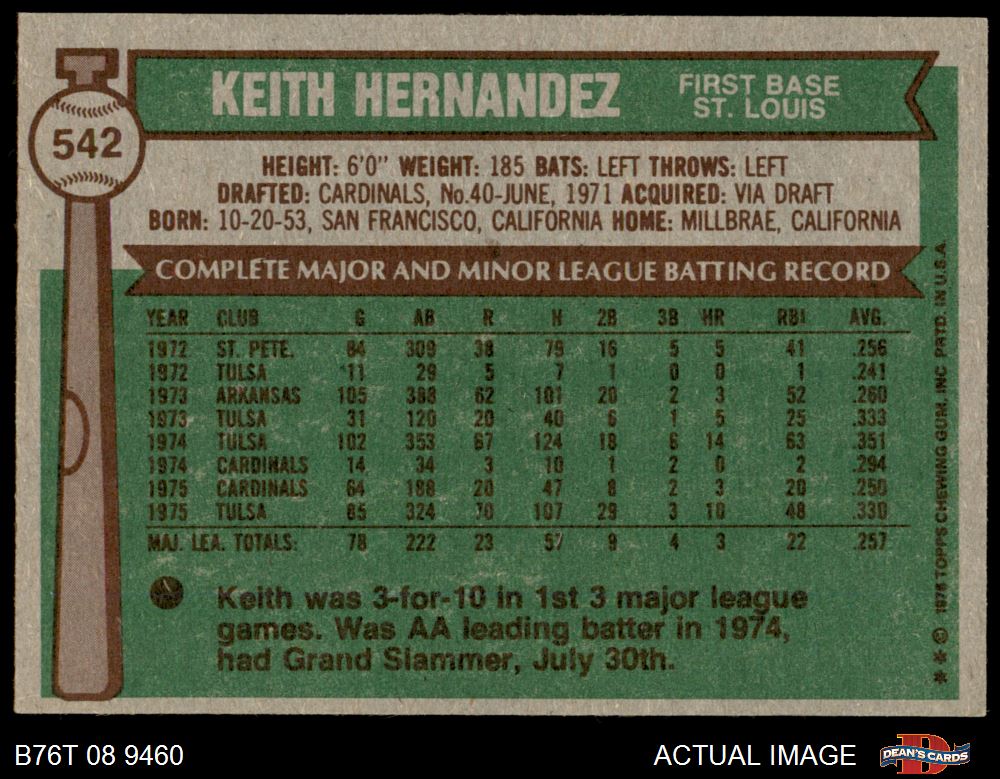 542
KEITH HERNANDEZ FIRST BASE
ST. LOUIS
HEIGHT: 6'0" WEIGHT: 185 BATS: LEFT THROWS: LEFT
DRAFTED: CARDINALS, No.40-JUNE, 1971 ACQUIRED: VIA DRAFT
BORN: 10-20-53, SAN FRANCISCO, CALIFORNIA HOME: MILLBRAE, CALIFORNIA
COMPLETE MAJOR AND MINOR LEAGUE BATTING RECORD
YEAR CLUB G AB R H 2B 3B HR RBI AVG.
1972 ST. PETE. 84 309 38 79 16 5 5 41 .256
1972 TULSA 11 29 5 7 1 0 0 1 .241
1973 ARKANSAS 105 388 62 101 20 2 3 52 .260
1973 TULSA 31 120 20 40 6 1 5 25 .333
1974 TULSA 102 353 67 124 18 6 14 63 .351
1974 CARDINALS 14 34 3 10 1 2 0 2 .294
1975 CARDINALS 64 188 20 47 8 2 3 20 .250
1975 TULSA 85 324 70 107 29 3 10 48 .330
MAJ. LEA. TOTALS: 78 222 23 57 9 4 3 22 .257
Keith was 3-for-10 in 1st 3 major league
games. Was AA leading batter in 1974,
had Grand Slammer, July 30th.
** © 1976 TOPPS CHEWING GUM, INC PRTD. IN U.S.A.
B76T 08 9460 ACTUAL IMAGE DEAN'S CARDS